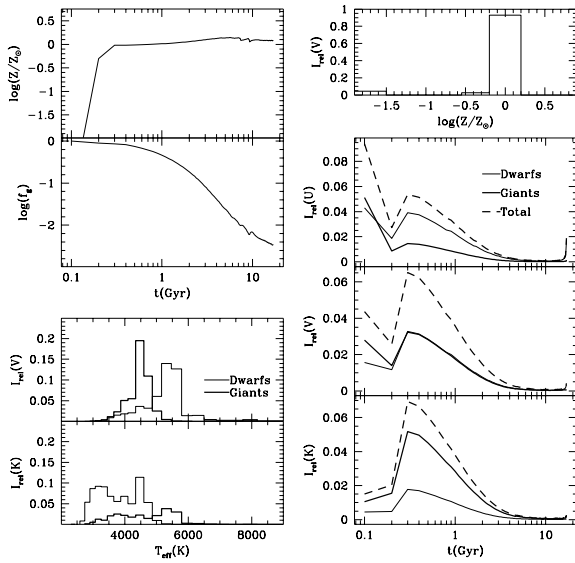 log(Z/Z⊙)
0.5
0
−0.5
−1
−1.5
log(f_g)
0
−1
−2
0.1
1
10
t(Gyr)
I_rel(V)
1
0.8
0.6
0.4
0.2
0
−1.5
−1
−0.5
0
0.5
log(Z/Z⊙)
I_rel(U)
0.08
0.06
0.04
0.02
0
Dwarfs
Giants
Total
I_rel(V)
0.06
0.04
0.02
0
I_rel(K)
0.06
0.04
0.02
0
0.1
1
10
t(Gyr)
I_rel(V)
0.2
0.15
0.1
0.05
Dwarfs
Giants
I_rel(K)
0.2
0.15
0.1
0.05
4000
6000
8000
T_eff(K)